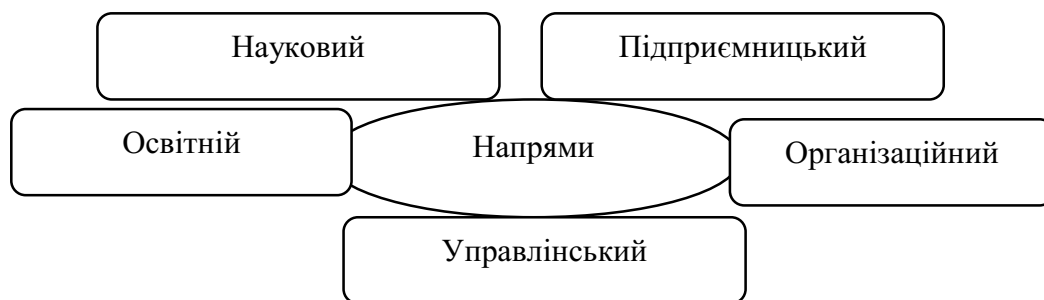 Науковий
Підприємницький
Освітній
Напрями
Організаційний
Управлінський